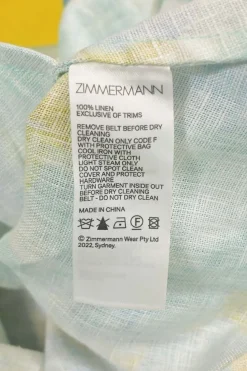 ZIMMERMANN
100% LINEN
EXCLUSIVE OF TRIMS
REMOVE BELT BEFORE DRY
CLEANING
DRY CLEAN ONLY CODE F
WITH PROTECTIVE BAG
COOL IRON WITH
PROTECTIVE CLOTH
LIGHT STEAM ONLY
DO NOT SPOT CLEAN
COVER AND PROTECT
HARDWARE
TURN GARMENT INSIDE OUT
BEFORE DRY CLEANING
BELT - DO NOT DRY CLEAN
MADE IN CHINA
F
© Zimmermann Wear Pty Ltd
2022, Sydney.